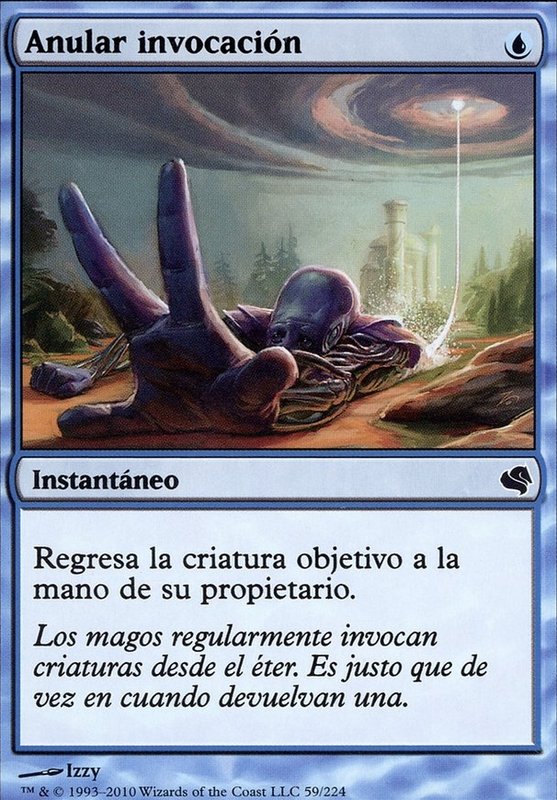 Anular invocación
Instantáneo
Regresa la criatura objetivo a la
mano de su propietario.
Los magos regularmente invocan
criaturas desde el éter. Es justo que de
vez en cuando devuelvan una.
Izzy
™ & © 1993-2010 Wizards of the Coast LLC 59/224